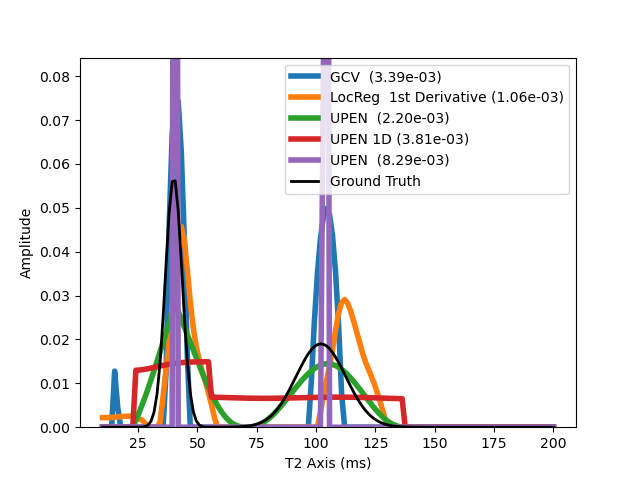 0.08
0.07
0.06
0.05
0.04
0.03
0.02
0.01
0.00
Amplitude
GCV (3.39e-03)
LocReg 1st Derivative (1.06e-03)
UPEN (2.20e-03)
UPEN 1D (3.81e-03)
UPEN (8.29e-03)
Ground Truth
25 50 75 100 125 150 175 200
T2 Axis (ms)